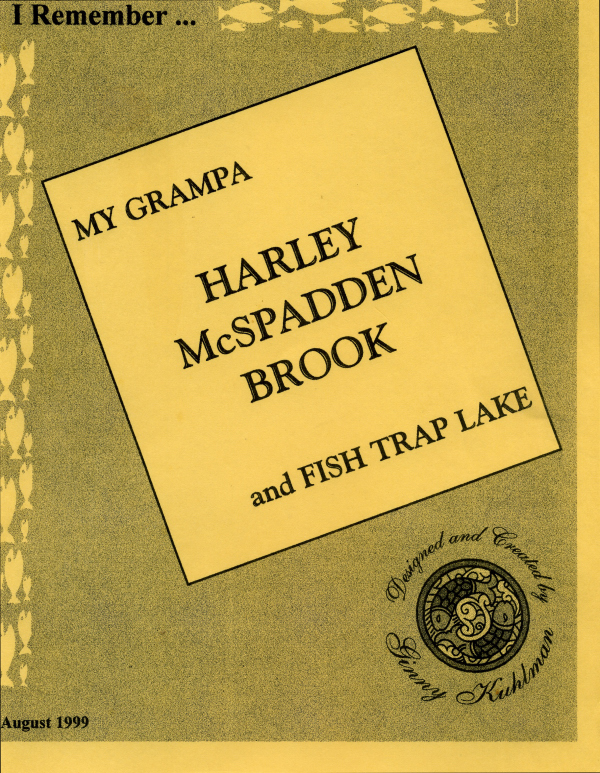 I Remember ...
MY GRAMPA
HARLEY
McSPADDEN
BROOK
and FISH TRAP LAKE
Designed and Created by
Ginny Kuhlman
August 1999